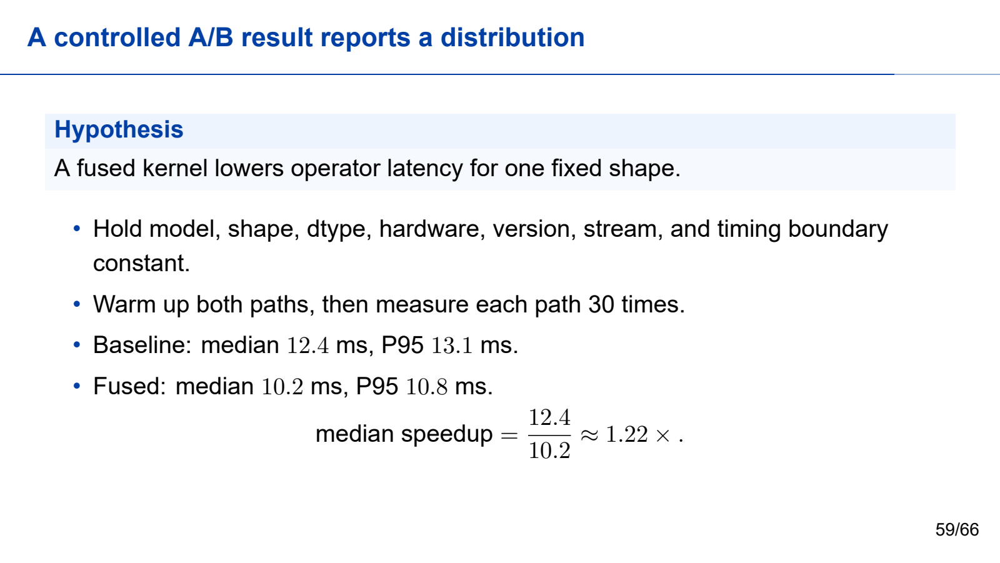 A controlled A/B result reports a distribution
Hypothesis
A fused kernel lowers operator latency for one fixed shape.
• Hold model, shape, dtype, hardware, version, stream, and timing boundary
constant.
• Warm up both paths, then measure each path 30 times.
• Baseline: median 12.4 ms, P95 13.1 ms.
• Fused: median 10.2 ms, P95 10.8 ms.
median speedup = 12.4/10.2 ≈ 1.22 × .
59/66